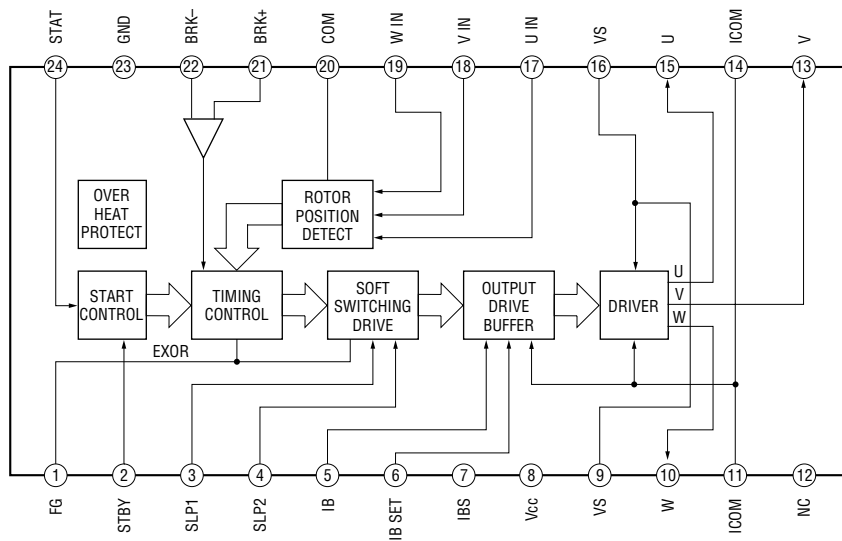 STAT
GND
BRK−
BRK+
COM
W IN
V IN
U IN
VS
U
ICOM
V
24
23
22
21
20
19
18
17
16
15
14
13
OVER
HEAT
PROTECT
ROTOR
POSITION
DETECT
START
CONTROL
TIMING
CONTROL
SOFT
SWITCHING
DRIVE
OUTPUT
DRIVE
BUFFER
DRIVER
U
V
W
EXOR
1
2
3
4
5
6
7
8
9
10
11
12
FG
STBY
SLP1
SLP2
IB
IB SET
IBS
Vcc
VS
W
ICOM
NC